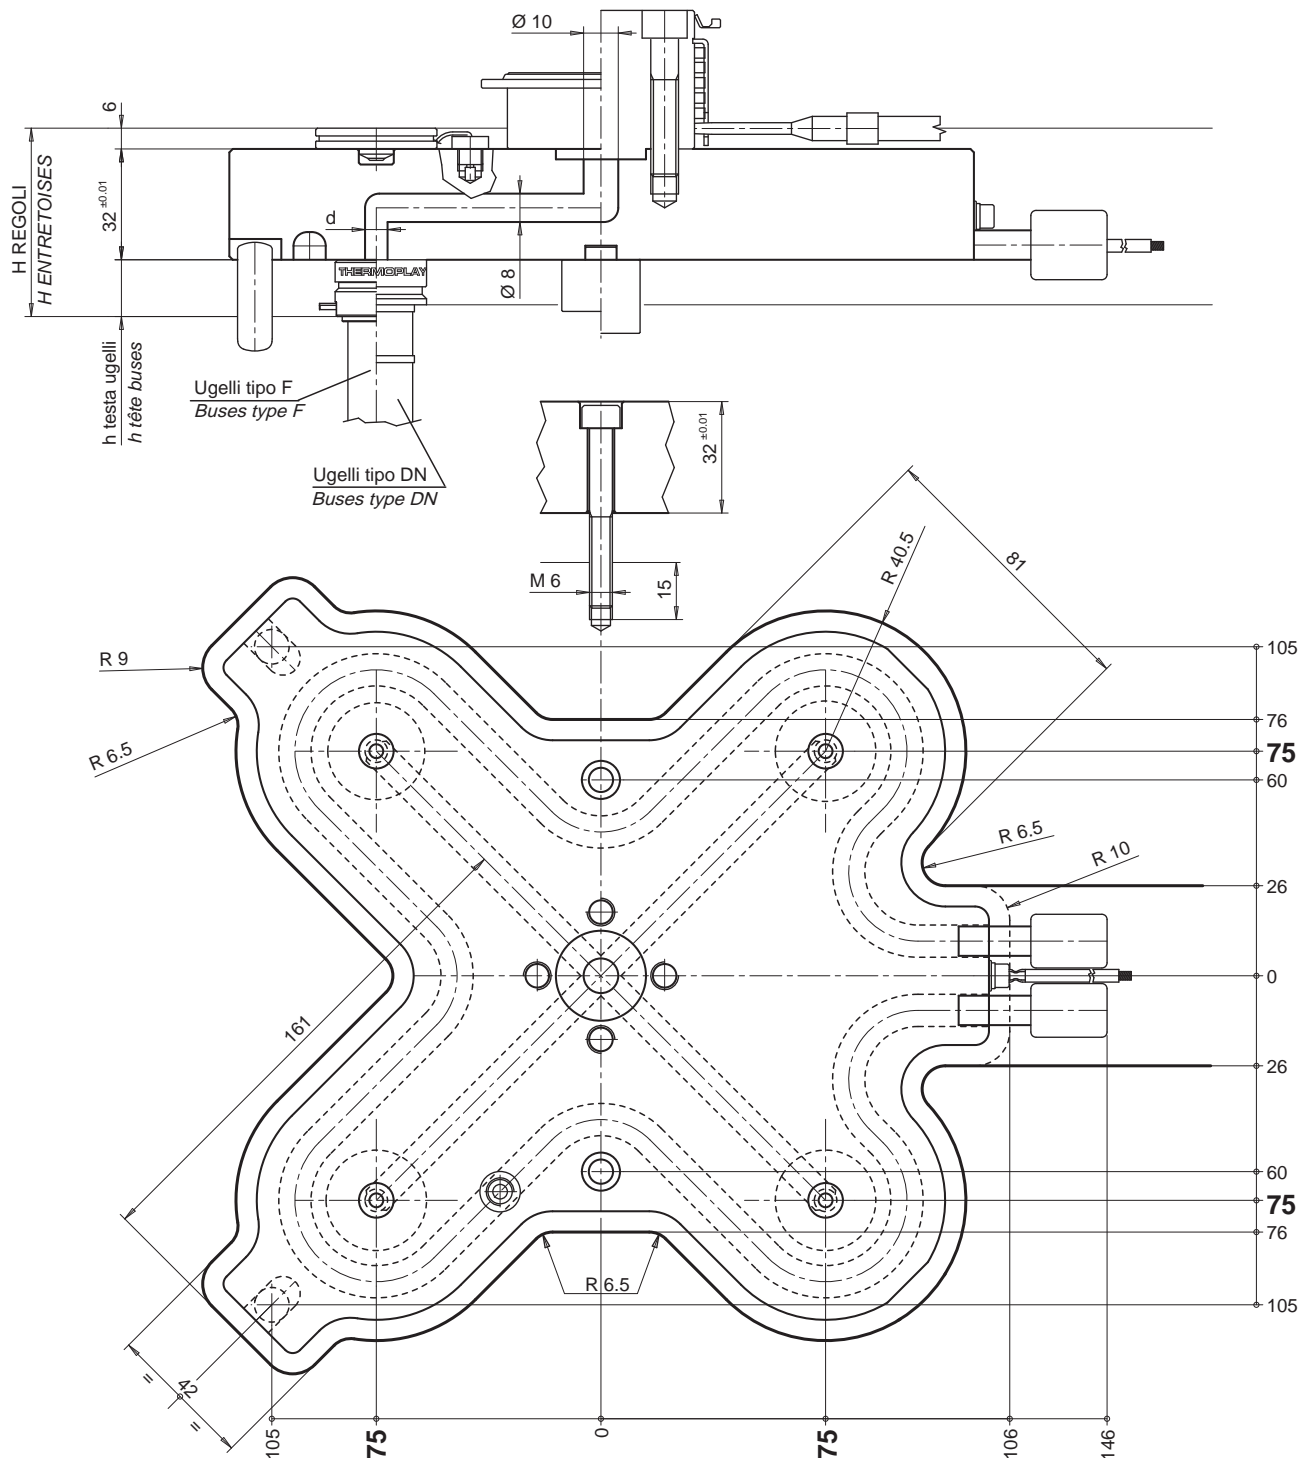 Ø 10
6
H REGOLI
H ENTRETOISES
32 ±0.01
d
THERMOPLAY
Ø 8
h testa ugelli
h tête buses
Ugelli tipo F
Buses type F
Ugelli tipo DN
Buses type DN
32 ±0.01
M 6
15
R 40.5
81
R 9
R 6.5
105
76
75
60
R 6.5
R 10
26
0
161
26
60
75
76
R 6.5
105
=
42
=
105
75
0
75
106
146